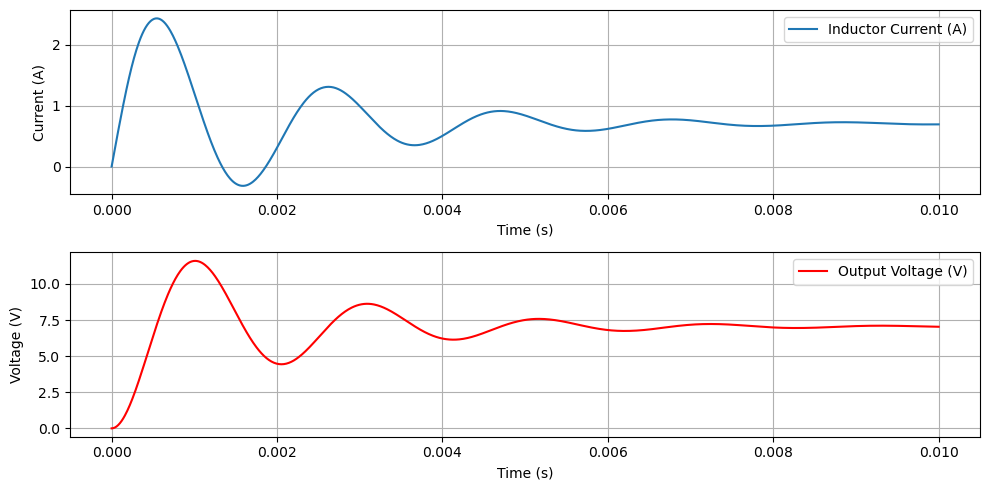 Inductor Current (A)
Current (A)
2
1
0
0.000 0.002 0.004 0.006 0.008 0.010
Time (s)
Output Voltage (V)
Voltage (V)
10.0
7.5
5.0
2.5
0.0
0.000 0.002 0.004 0.006 0.008 0.010
Time (s)